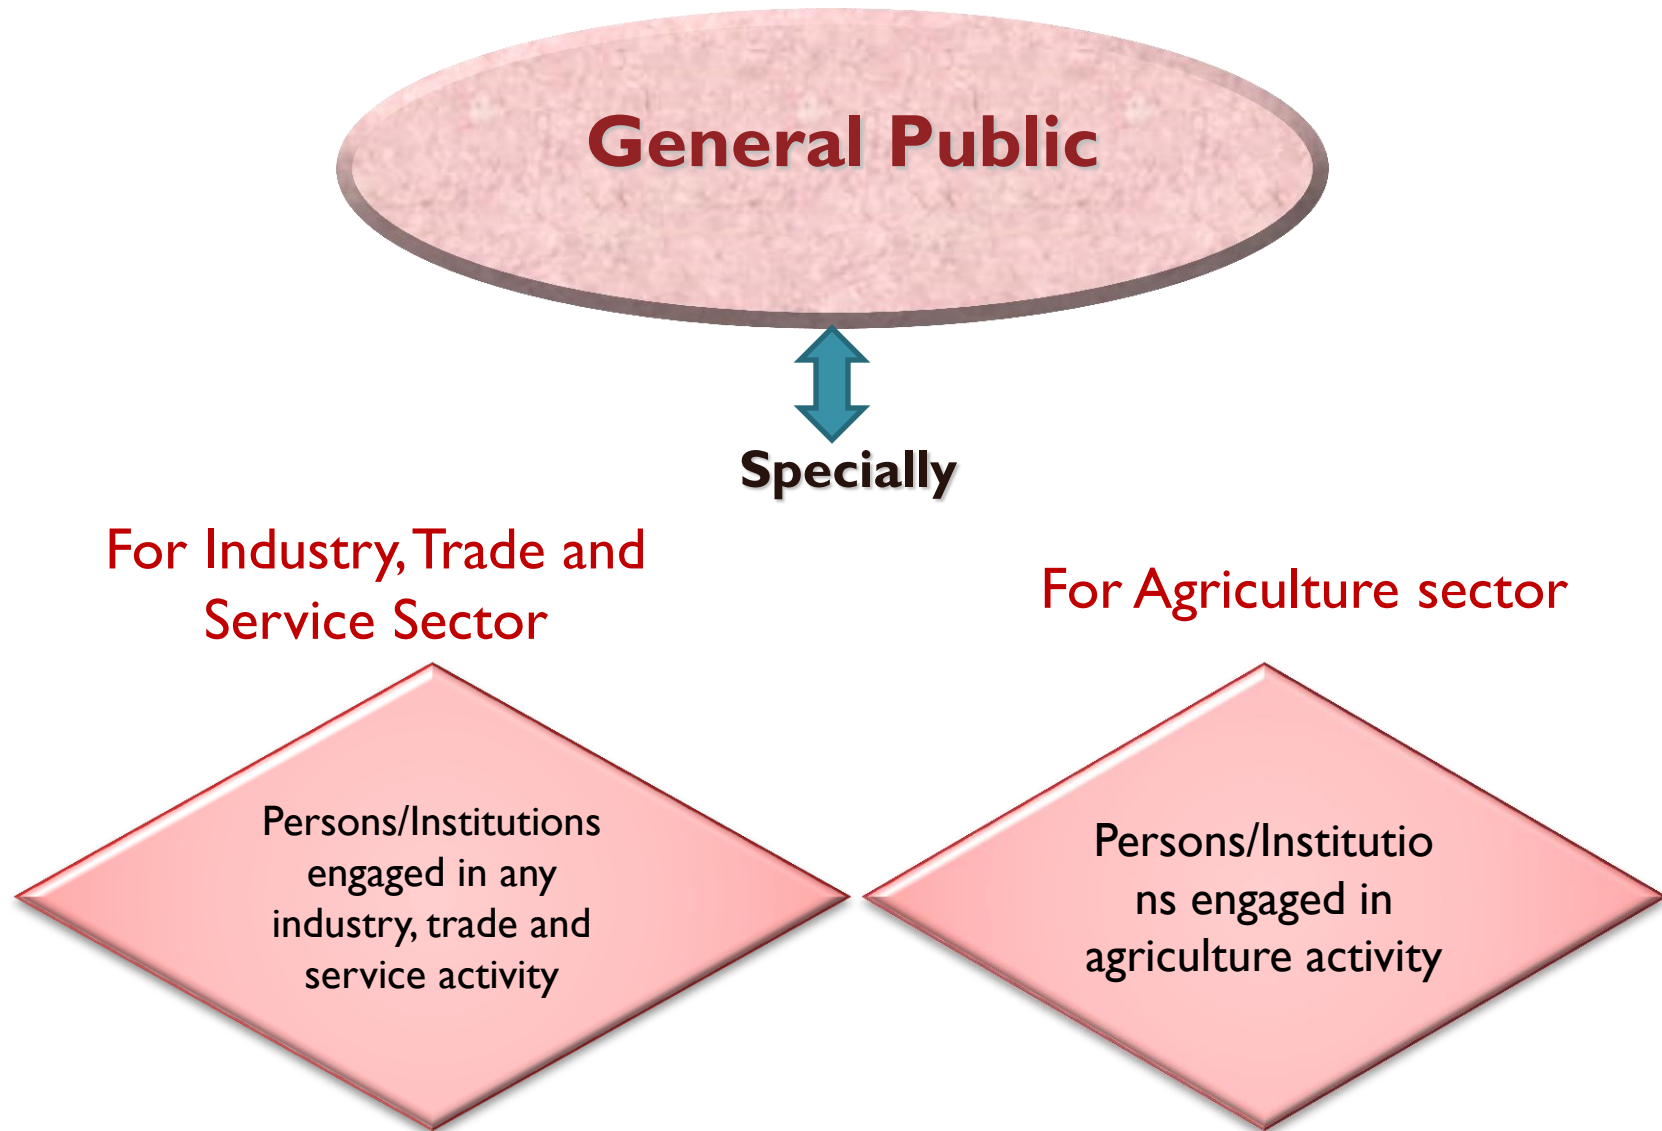 General Public
Specially
For Industry, Trade and
Service Sector
For Agriculture sector
Persons/Institutions
engaged in any
industry, trade and
service activity
Persons/Institutio
ns engaged in
agriculture activity